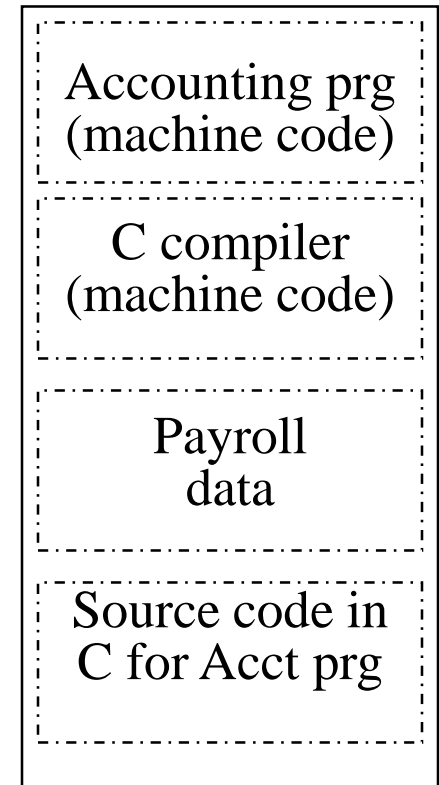 Accounting prg
(machine code)
C compiler
(machine code)
Payroll
data
Source code in
C for Acct prg